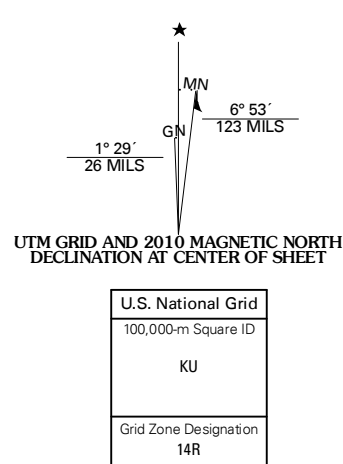 ★
MN
6° 53´
123 MILS
GN
1° 29´
26 MILS
UTM GRID AND 2010 MAGNETIC NORTH
DECLINATION AT CENTER OF SHEET
U.S. National Grid
100,000-m Square ID
KU
Grid Zone Designation
14R